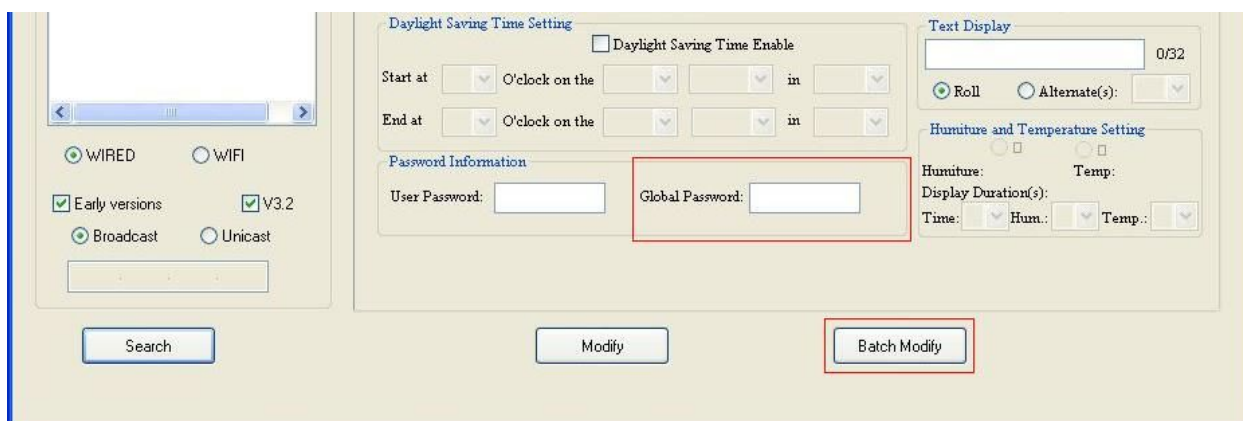 Daylight Saving Time Setting
Daylight Saving Time Enable
Start at O'clock on the in
End at O'clock on the in
Password Information
User Password: Global Password:
Text Display
0/32
Roll Alternate(s):
Humiture and Temperature Setting
Humiture: Temp:
Display Duration(s):
Time: Hum.: Temp.:
WIRED WIFI
Early versions V3.2
Broadcast Unicast
Search Modify Batch Modify